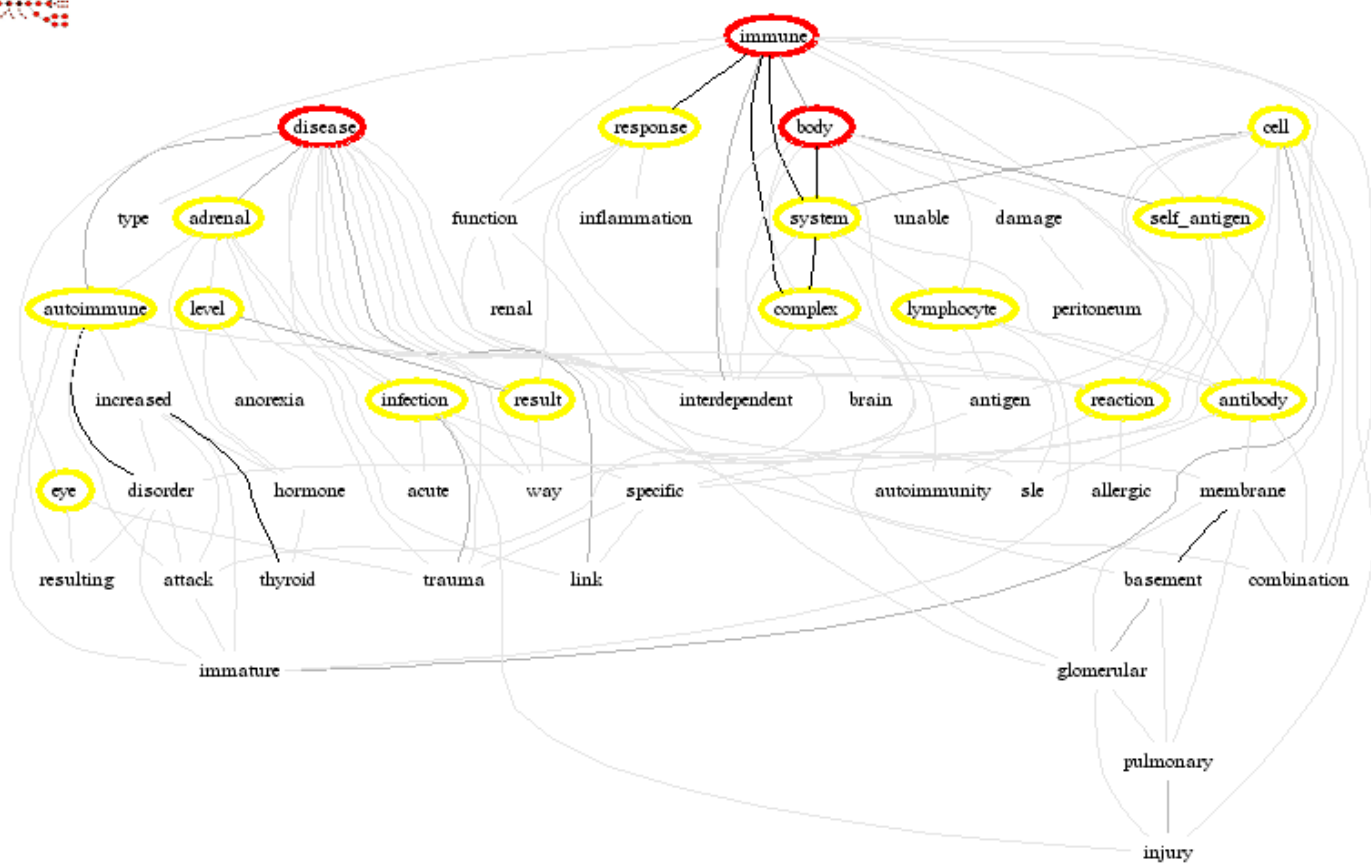 immune
disease response body cell
type adrenal function inflammation system unable damage self_antigen
autoimmune level renal complex lymphocyte peritoneum
increased anorexia infection result interdependent brain antigen reaction antibody
eye disorder hormone acute way specific autoimmunity sle allergic membrane
resulting attack thyroid trauma link basement combination
immature glomerular
pulmonary
injury